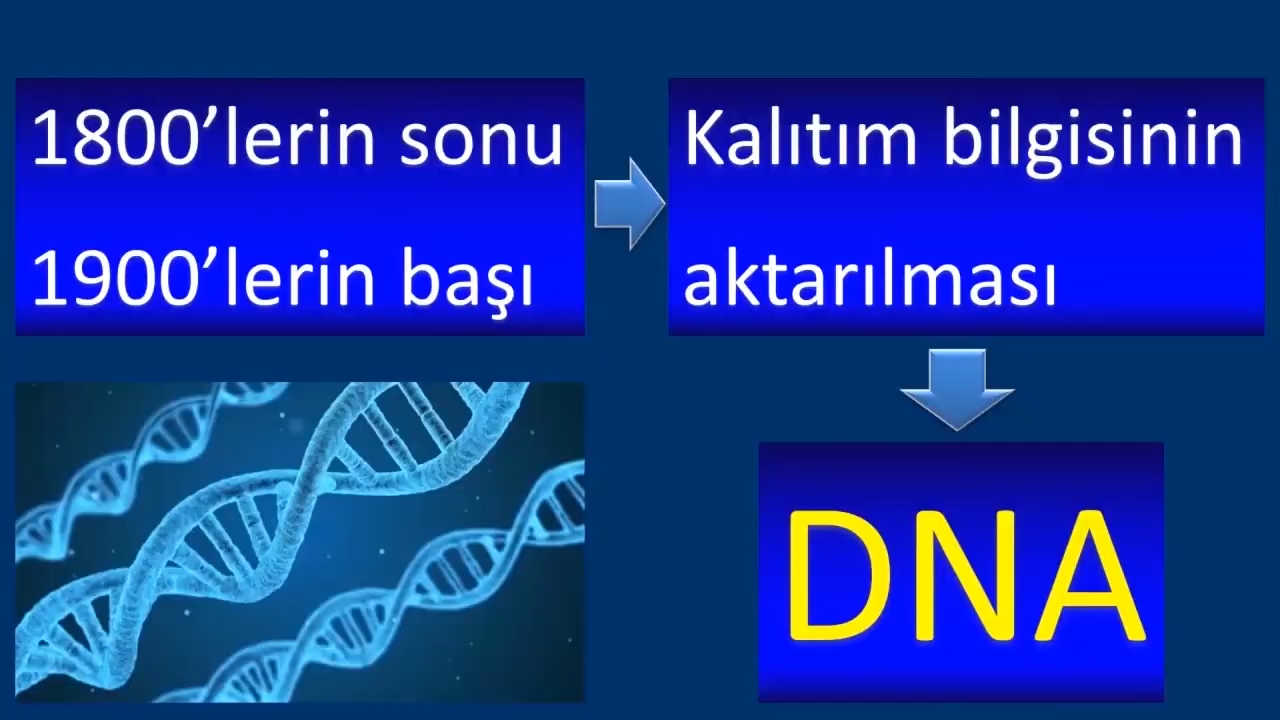 1800’lerin sonu
1900’lerin başı
Kalıtım bilgisinin
aktarılması
DNA